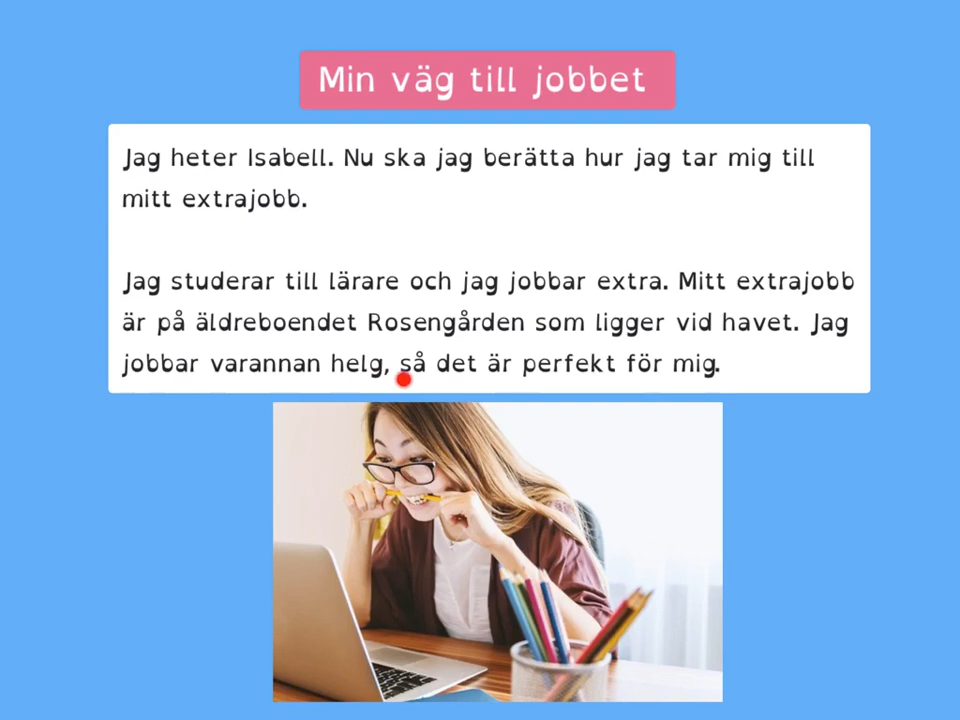 Min väg till jobbet
Jag heter Isabell. Nu ska jag berätta hur jag tar mig till
mitt extrajobb.
Jag studerar till lärare och jag jobbar extra. Mitt extrajobb
är på äldreboendet Rosengården som ligger vid havet. Jag
jobbar varannan helg, så det är perfekt för mig.